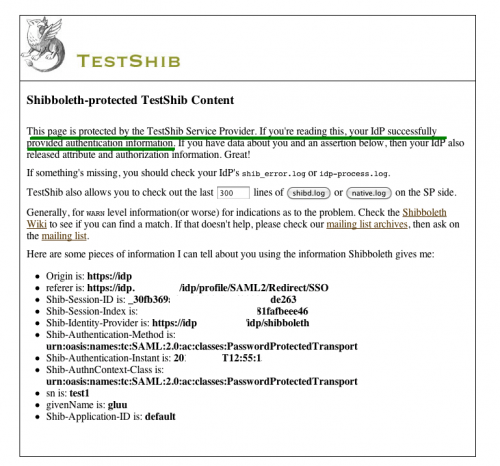 TESTSHIB
Shibboleth-protected TestShib Content
This page is protected by the TestShib Service Provider. If you're reading this, your IdP successfully
provided authentication information. If you have data about you and an assertion below, then your IdP also
released attribute and authorization information. Great!
If something's missing, you should check your IdP's shib_error.log or idp-process.log.
TestShib also allows you to check out the last 300 lines of shibd.log or native.log on the SP side.
Generally, for WARN level information(or worse) for indications as to the problem. Check the Shibboleth
Wiki to see if you can find a match. If that doesn't help, please check our mailing list archives, then ask on
the mailing list.
Here are some pieces of information I can tell about you using the information Shibboleth gives me:
• Origin is: https://idp
• referer is: https://idp. /idp/profile/SAML2/Redirect/SSO
• Shib-Session-ID is: _30fb369 de263
• Shib-Session-Index is: 81fafbeee46
• Shib-Identity-Provider is: https://idp idp/shibboleth
• Shib-Authentication-Method is:
urn:oasis:names:tc:SAML:2.0:ac:classes:PasswordProtectedTransport
• Shib-Authentication-Instant is: 20 T12:55:1
• Shib-AuthnContext-Class is:
urn:oasis:names:tc:SAML:2.0:ac:classes:PasswordProtectedTransport
• sn is: test1
• givenName is: gluu
• Shib-Application-ID is: default